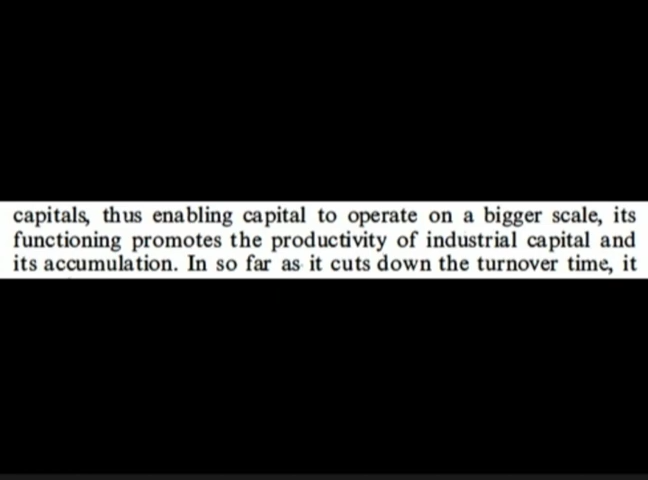 capitals, thus enabling capital to operate on a bigger scale, its
functioning promotes the productivity of industrial capital and
its accumulation. In so far as it cuts down the turnover time, it